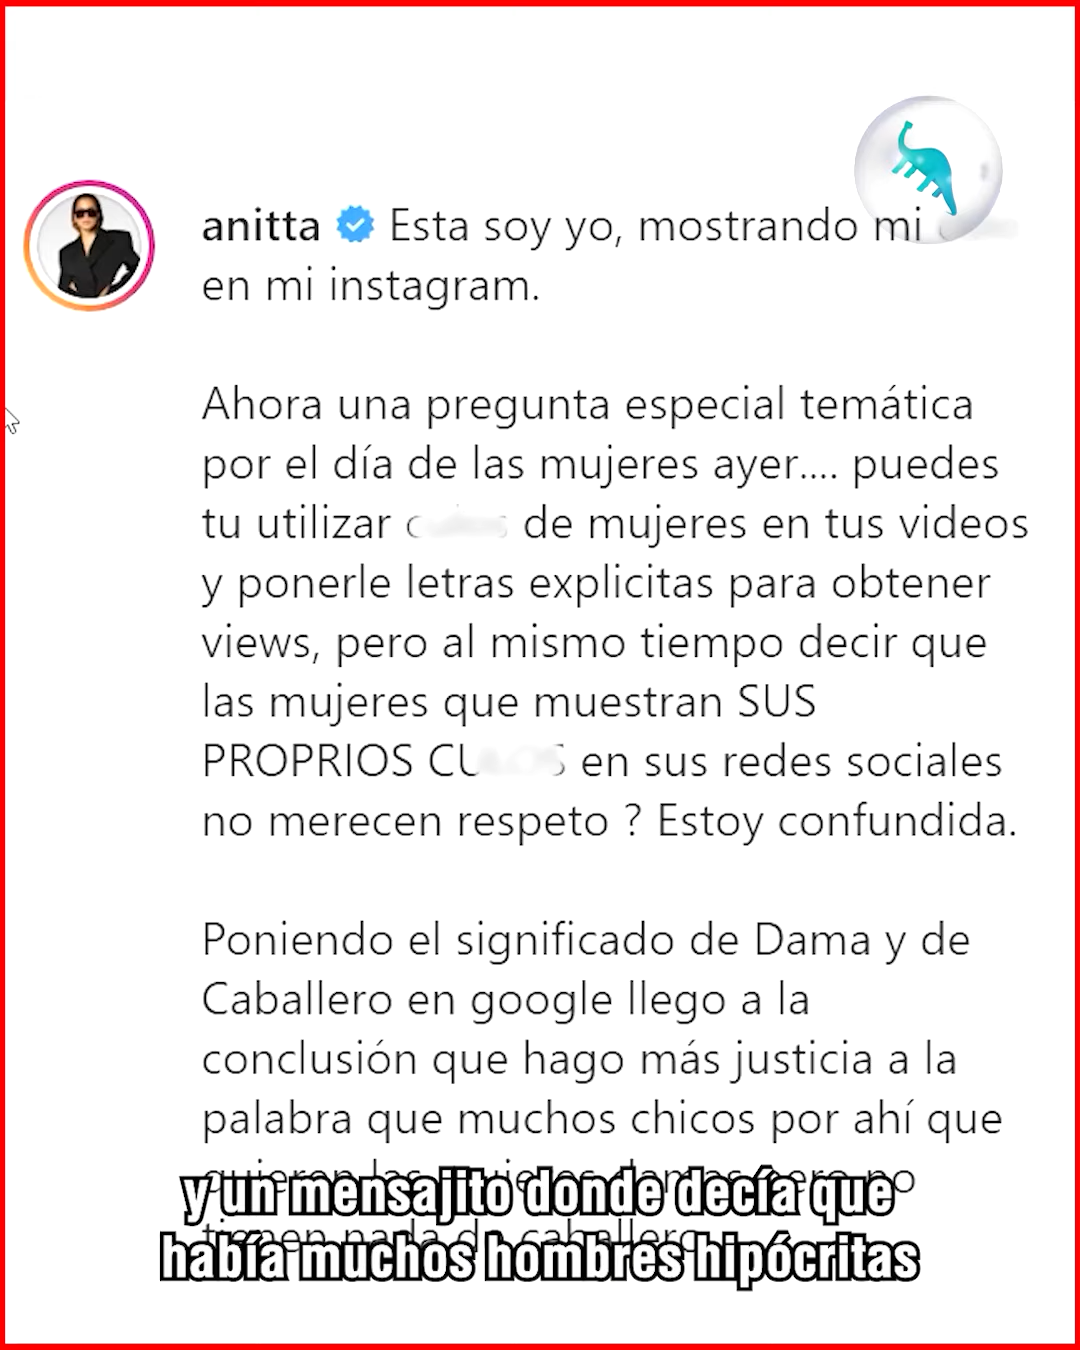 anitta Esta soy yo, mostrando mi
en mi instagram.
Ahora una pregunta especial temática
por el día de las mujeres ayer.... puedes
tu utilizar de mujeres en tus videos
y ponerle letras explicitas para obtener
views, pero al mismo tiempo decir que
las mujeres que muestran SUS
PROPRIOS en sus redes sociales
no merecen respeto ? Estoy confundida.
Poniendo el significado de Dama y de
Caballero en google llego a la
conclusión que hago más justicia a la
palabra que muchos chicos por ahí que
y un mensajito donde decía que
había muchos hombres hipócritas